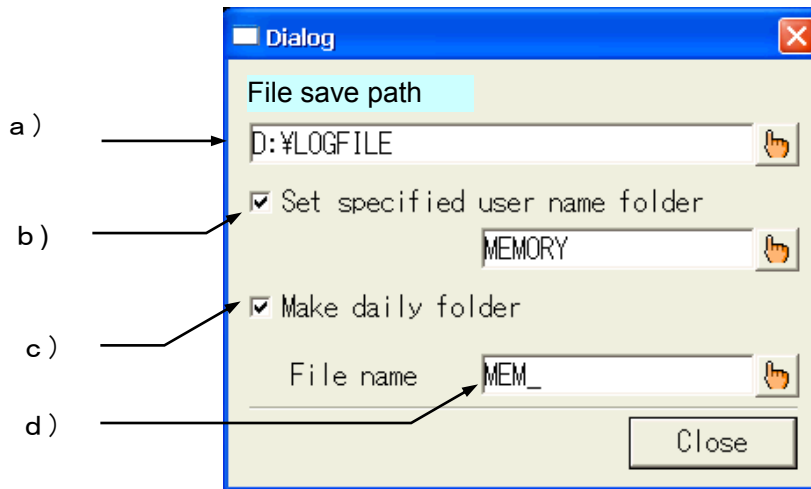 Dialog
File save path
a）
D:¥LOGFILE
Set specified user name folder
b）
MEMORY
Make daily folder
c）
File name
MEM_
d）
Close